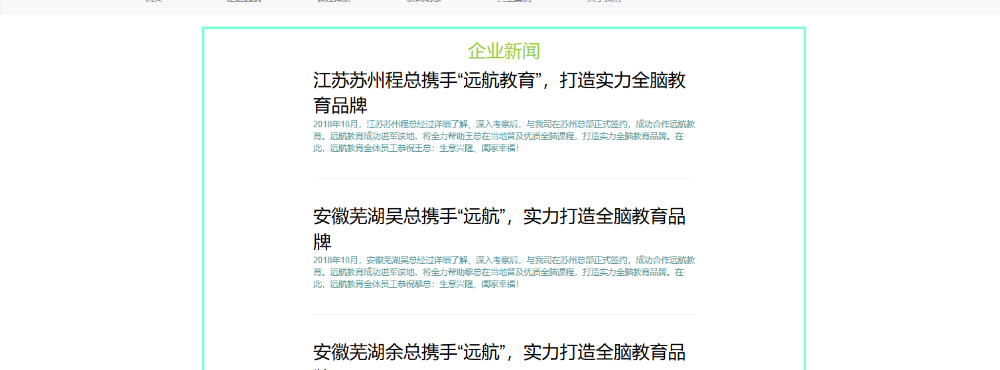 企业新闻
江苏苏州程总携手“远航教育”，打造实力全脑教
育品牌
2018年10月，江苏苏州程总经过详细了解、深入考察后，与我司在苏州总部正式签约，成功合作远航教
育。远航教育成功进军该地，将全力帮助王总在当地普及优质全脑课程，打造实力全脑教育品牌。在
此，远航教育全体员工恭祝王总：生意兴隆、阖家幸福！
安徽芜湖吴总携手“远航”，实力打造全脑教育品
牌
2018年10月，安徽芜湖吴总经过详细了解、深入考察后，与我司在苏州总部正式签约，成功合作远航教
育。远航教育成功进军该地，将全力帮助黎总在当地普及优质全脑课程，打造实力全脑教育品牌。在
此，远航教育全体员工恭祝黎总：生意兴隆、阖家幸福！
安徽芜湖余总携手“远航”，实力打造全脑教育品